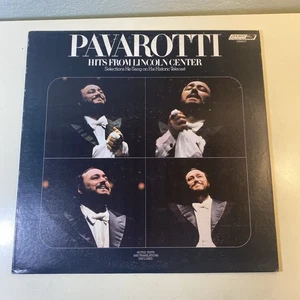 PAVAROTTI
HITS FROM LINCOLN CENTER
Selections He Sang on His Historic Telecast